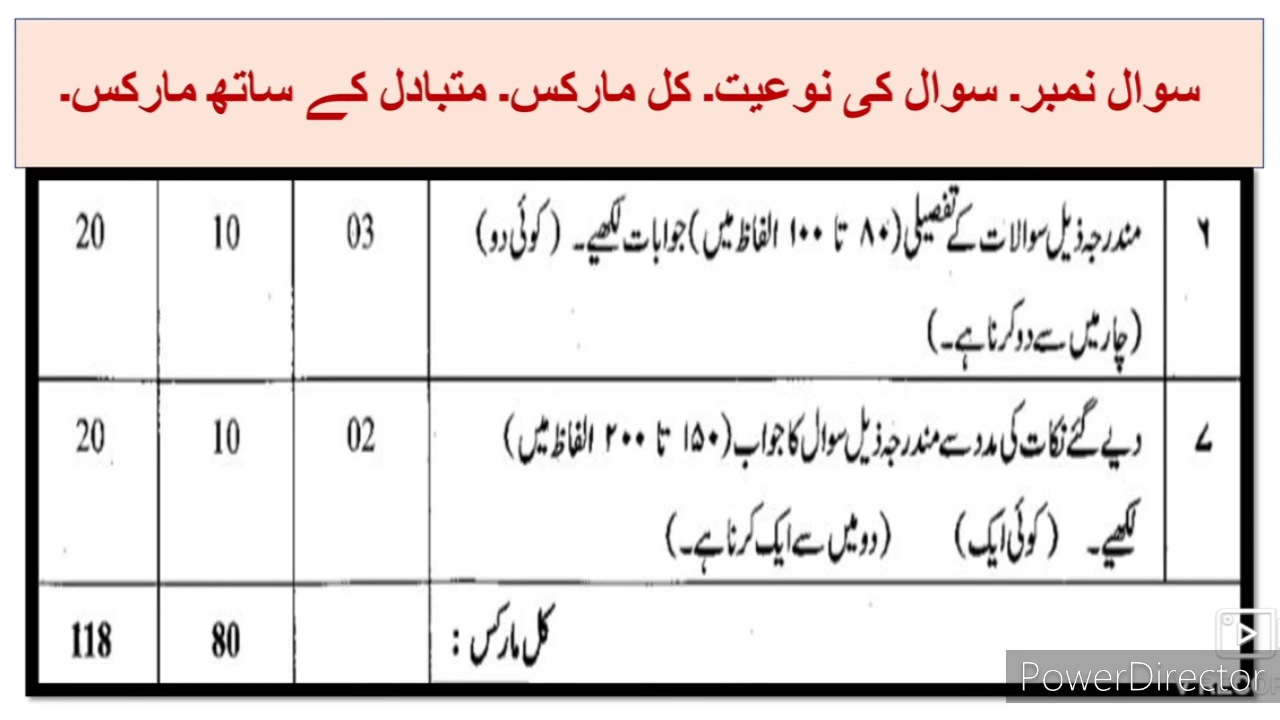 سوال نمبر۔ سوال کی نوعیت۔ کل مارکس۔ متبادل کے ساتھ مارکس۔
۶ مندرجہ ذیل سوالات کے تفصیلی (۸۰ تا ۱۰۰ الفاظ میں) جوابات لکھیے۔ (کوئی دو) 03 10 20
(چار میں سے دو کرنا ہے۔)
۷ دیے گئے نکات کی مدد سے مندرجہ ذیل سوال کا جواب (۱۵۰ تا ۲۰۰ الفاظ میں) 02 10 20
لکھیے۔ (کوئی ایک) (دو میں سے ایک کرنا ہے۔)
کل مارکس : 80 118
PowerDirector